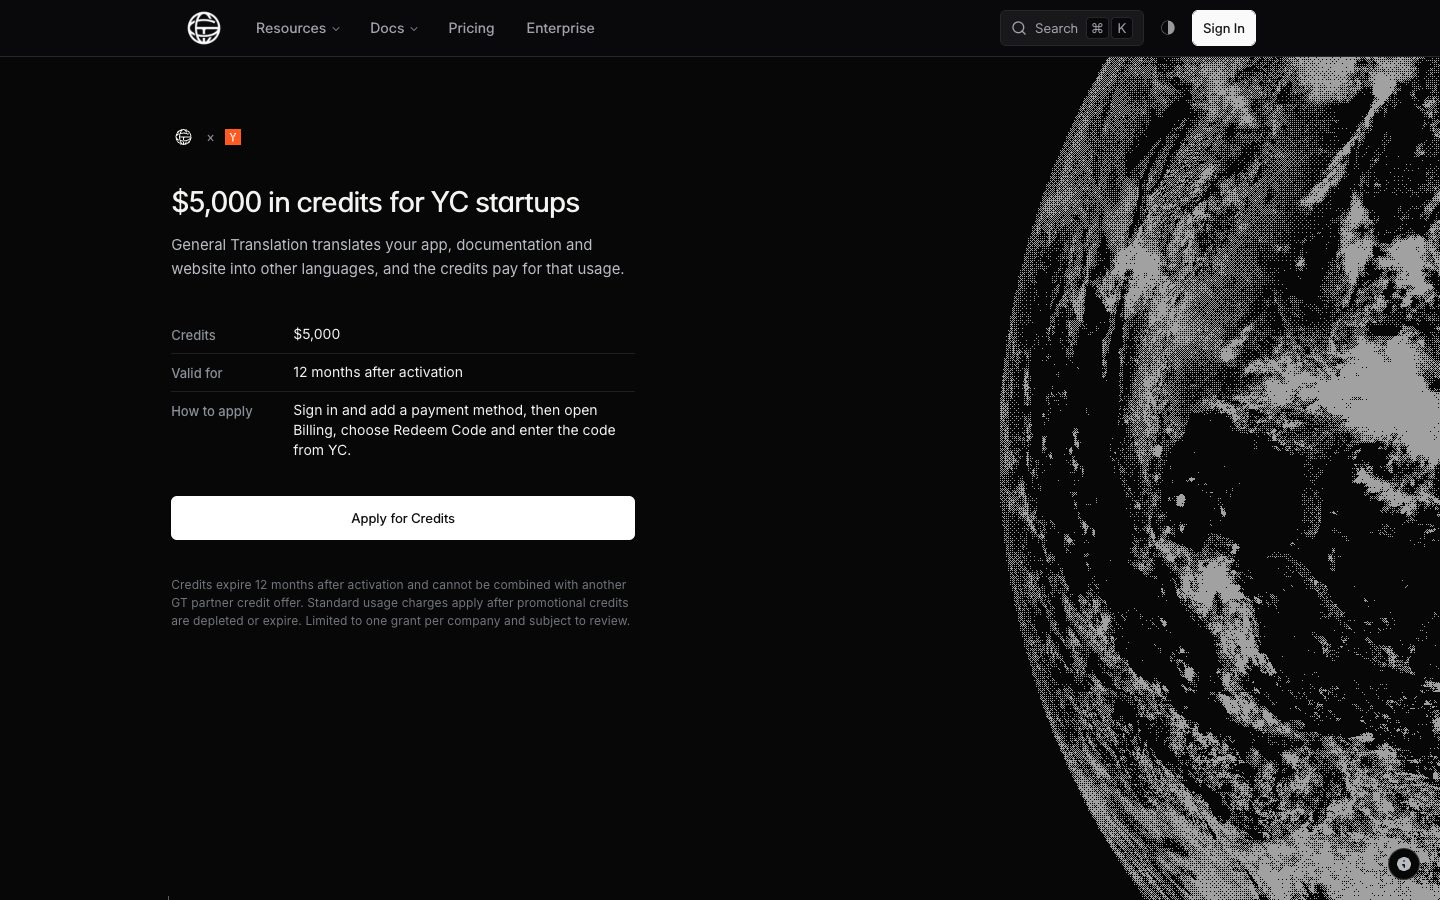 Resources
Docs
Pricing
Enterprise
Search ⌘ K
Sign In
× Y
$5,000 in credits for YC startups
General Translation translates your app, documentation and
website into other languages, and the credits pay for that usage.
Credits $5,000
Valid for 12 months after activation
How to apply Sign in and add a payment method, then open
Billing, choose Redeem Code and enter the code
from YC.
Apply for Credits
Credits expire 12 months after activation and cannot be combined with another
GT partner credit offer. Standard usage charges apply after promotional credits
are depleted or expire. Limited to one grant per company and subject to review.